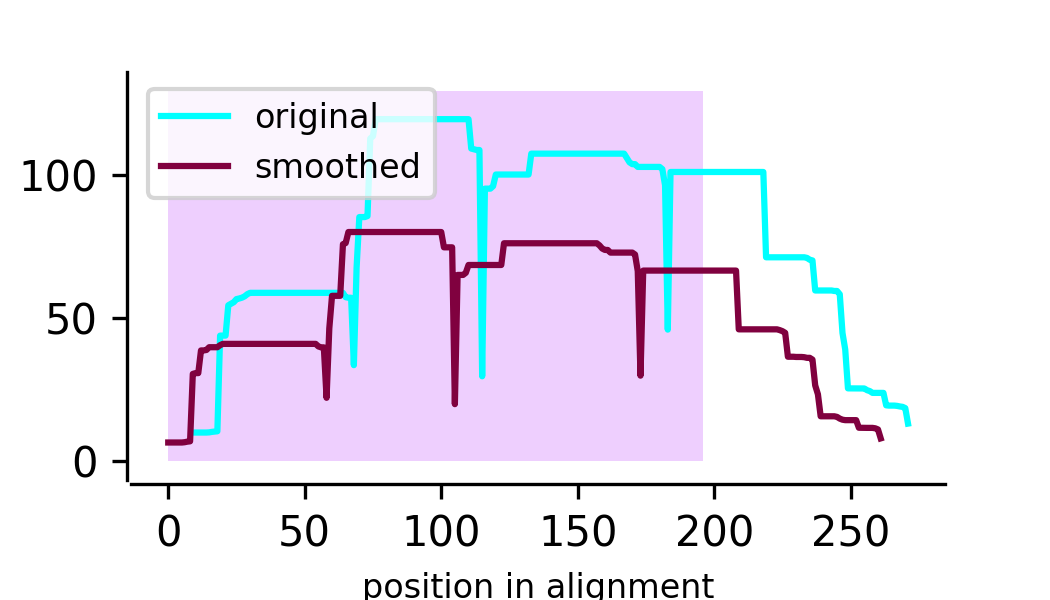 original
smoothed
100
50
0
0 50 100 150 200 250
position in alignment